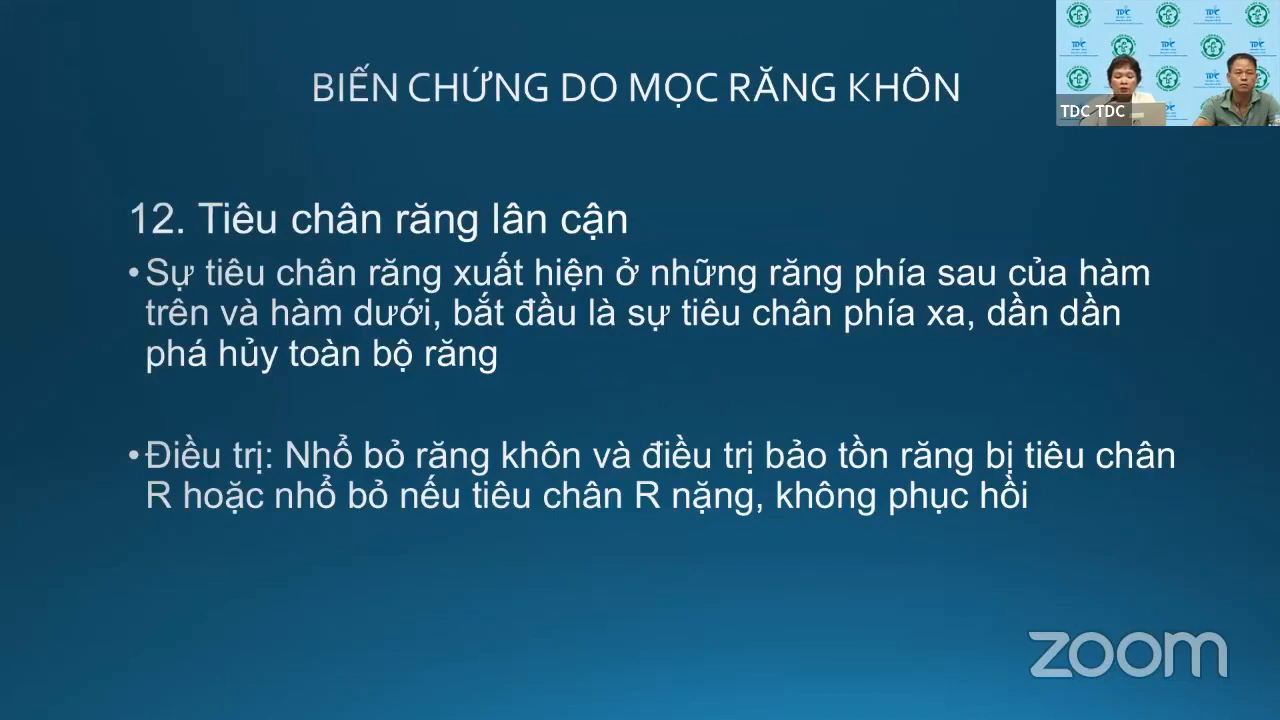 BIẾN CHỨNG DO MỌC RĂNG KHÔN
TDC TDC
12. Tiêu chân răng lân cận
•Sự tiêu chân răng xuất hiện ở những răng phía sau của hàm
trên và hàm dưới, bắt đầu là sự tiêu chân phía xa, dần dần
phá hủy toàn bộ răng
•Điều trị: Nhổ bỏ răng khôn và điều trị bảo tồn răng bị tiêu chân
R hoặc nhổ bỏ nếu tiêu chân R nặng, không phục hồi
zoom